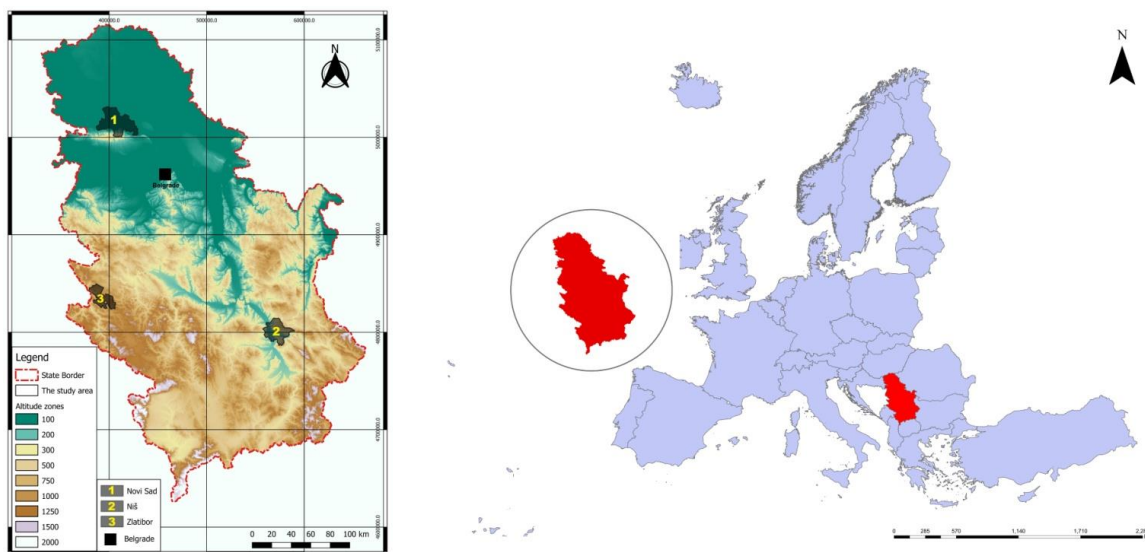 400000.0
500000.0
600000.0
N
1
Belgrade
3
2
Legend
State Border
The study area
Altitude zones
100
200
300
500
750
1000
1250
1500
2000
1 Novi Sad
2 Niš
3 Zlatibor
Belgrade
0 20 40 60 80 100 km
N
0 285 570 1.140 1.710